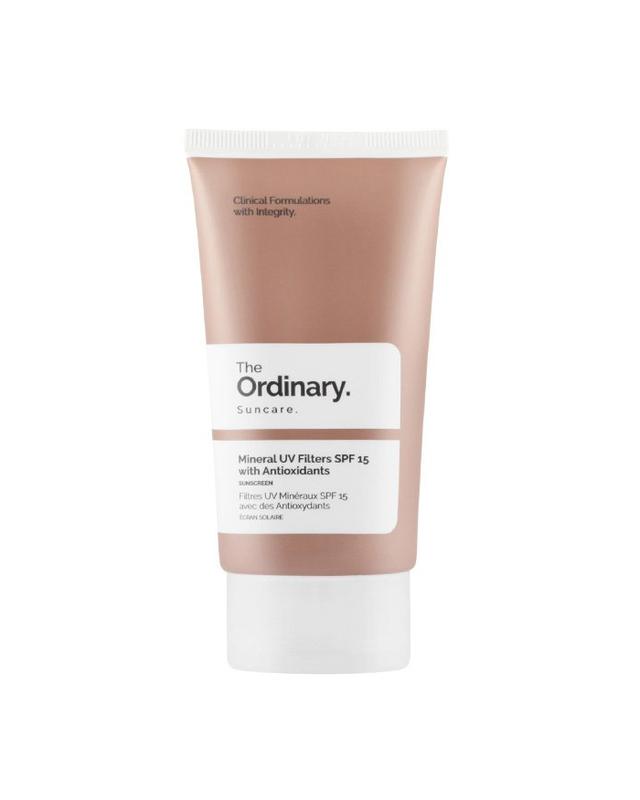 Clinical Formulations
with Integrity.
The
Ordinary.
Suncare.
Mineral UV Filters SPF 15
with Antioxidants
SUNSCREEN
Filtres UV Minéraux SPF 15
avec des Antioxydants
ÉCRAN SOLAIRE